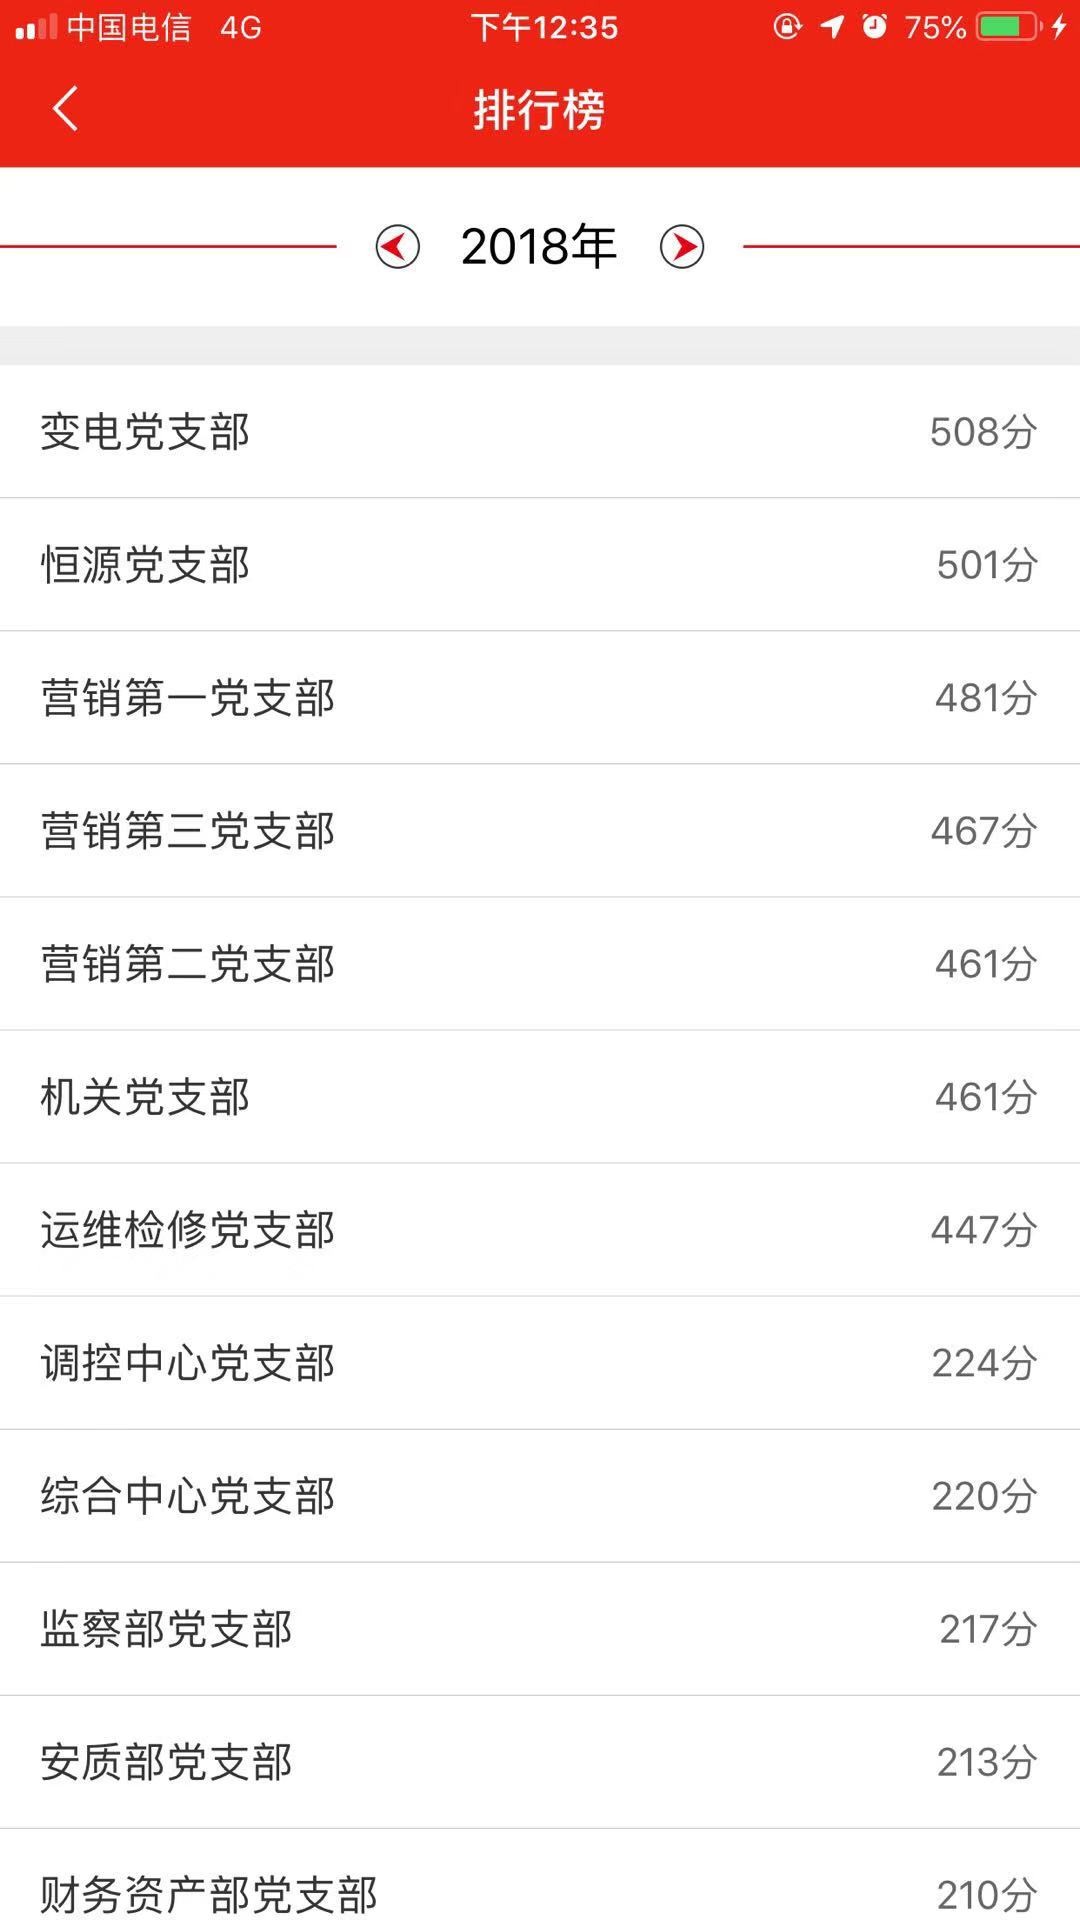 中国电信 4G 下午12:35 75%
排行榜
2018年
变电党支部 508分
恒源党支部 501分
营销第一党支部 481分
营销第三党支部 467分
营销第二党支部 461分
机关党支部 461分
运维检修党支部 447分
调控中心党支部 224分
综合中心党支部 220分
监察部党支部 217分
安质部党支部 213分
财务资产部党支部 210分